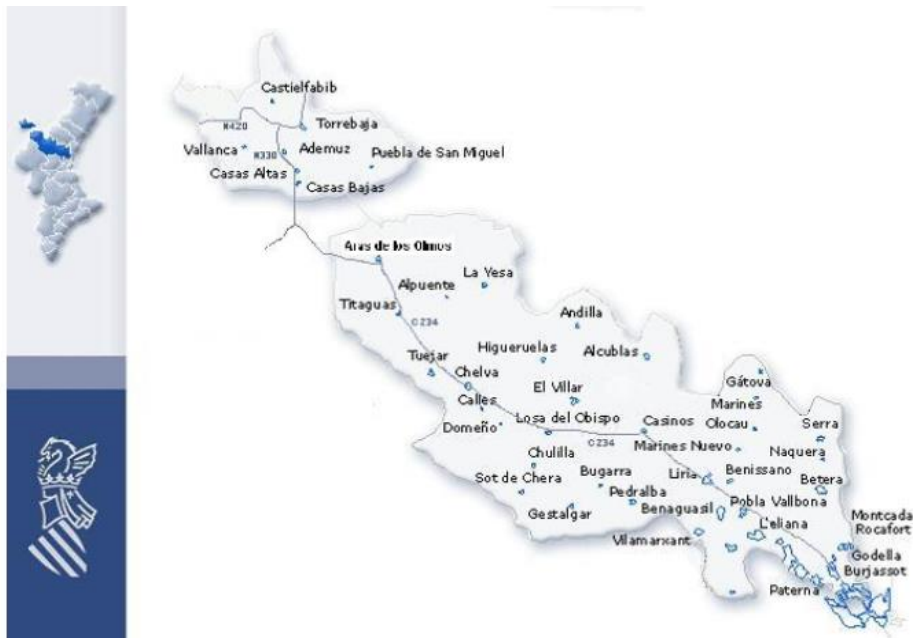 Castielfabib
N420
Torrebaja
Vallanca
N330
Ademuz
Puebla de San Miguel
Casas Altas
Casas Bajas
Aras de los Olmos
La Yesa
Alpuente
Titaguas
C234
Andilla
Higueruelas
Alcublas
Tuejar
Chelva
Gátova
El Villar
Calles
Marines
Losa del Obispo
Casinos
Olocau
Serra
Domeño
C234
Marines Nuevo
Naquera
Chulilla
Sot de Chera
Bugarra
Liria
Benissano
Betera
Pedralba
Pobla Vallbona
Gestalgar
Benaguasil
Montcada
Rocafort
L'eliana
Vilamarxant
Godella
Burjassot
Paterna